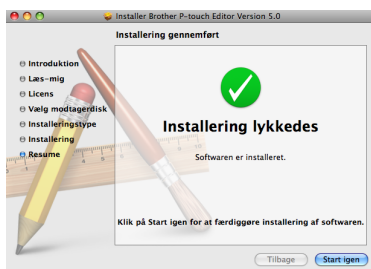 Installer Brother P-touch Editor Version 5.0
Installering gennemført
Introduktion
Læs-mig
Licens
Vælg modtagerdisk
Installeringstype
Installering
Resume
Installering lykkedes
Softwaren er installeret.
Klik på Start igen for at færdiggøre installering af softwaren.
Tilbage
Start igen